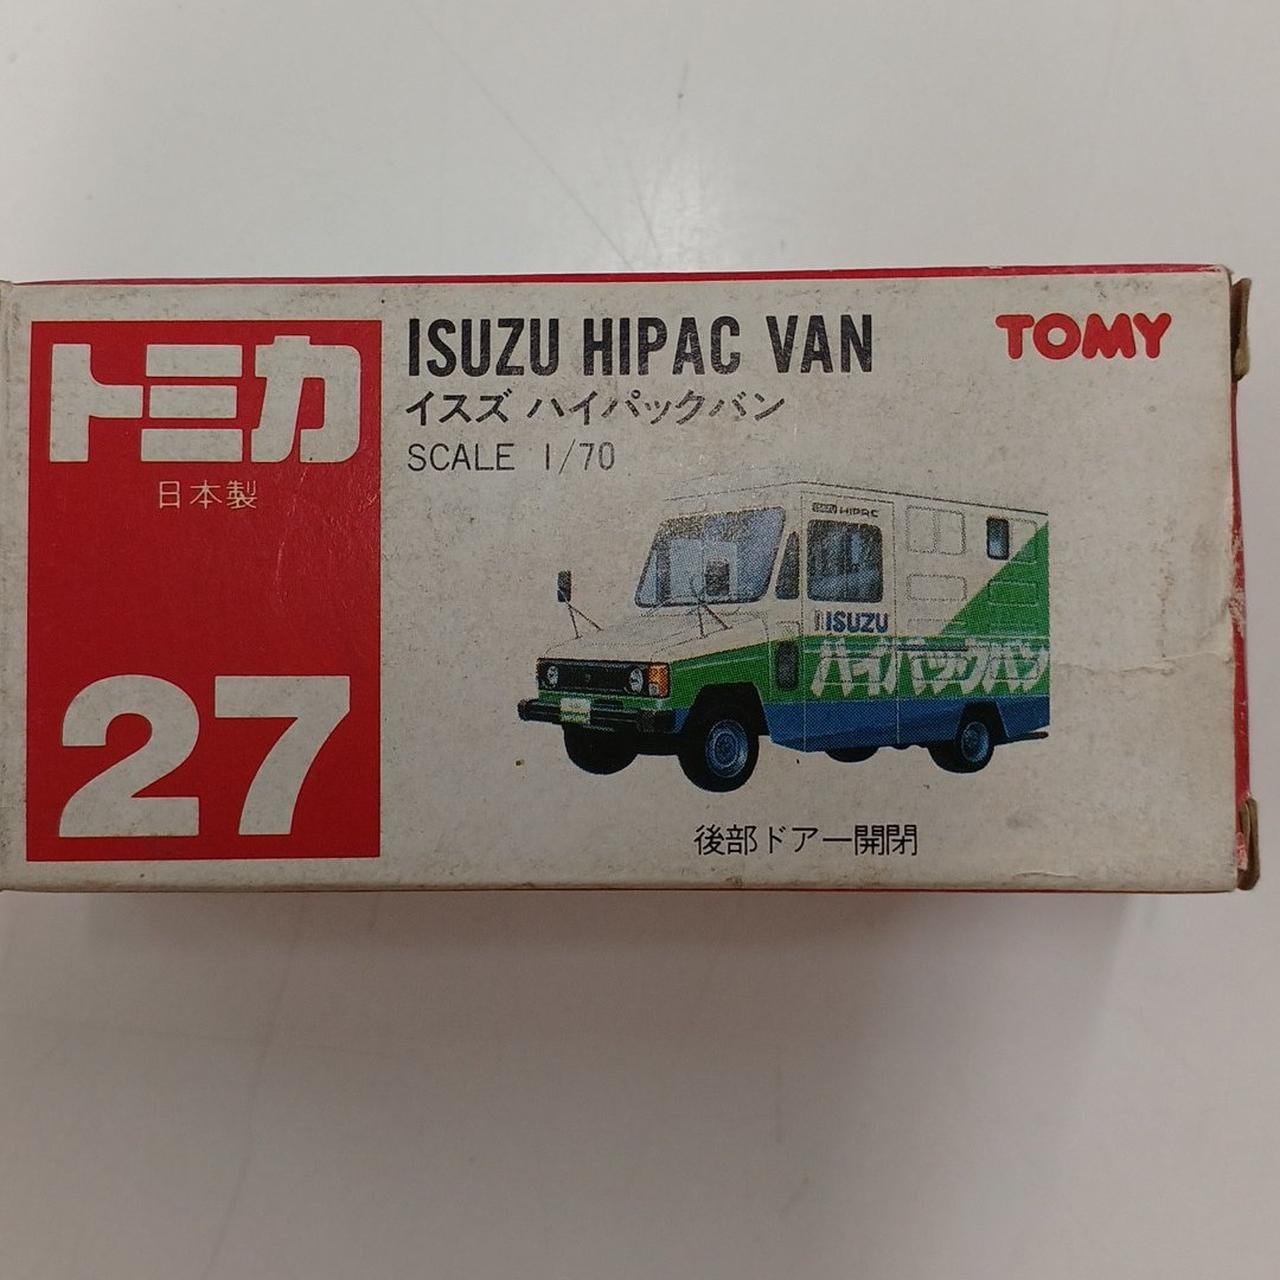 トミカ
日本製
27
ISUZU HIPAC VAN
イスズ ハイパックバン
SCALE 1/70
TOMY
ISUZU HIPAC
ISUZU
ハイパックバン
後部ドアー開閉